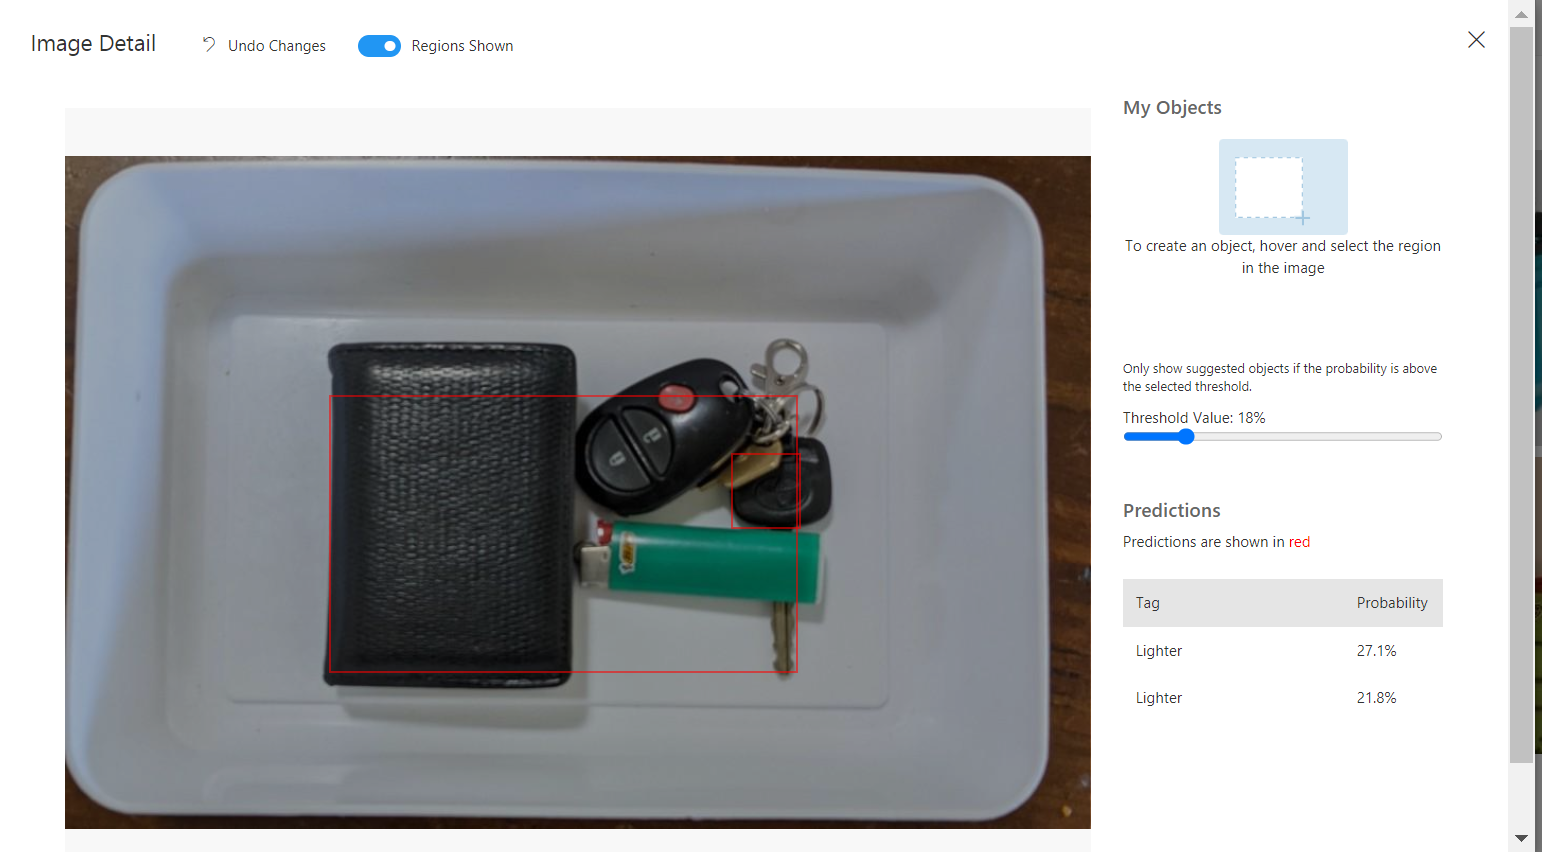 Image Detail
Undo Changes
Regions Shown
My Objects
To create an object, hover and select the region
in the image
Only show suggested objects if the probability is above
the selected threshold.
Threshold Value: 18%
Predictions
Predictions are shown in red
Tag Probability
Lighter 27.1%
Lighter 21.8%